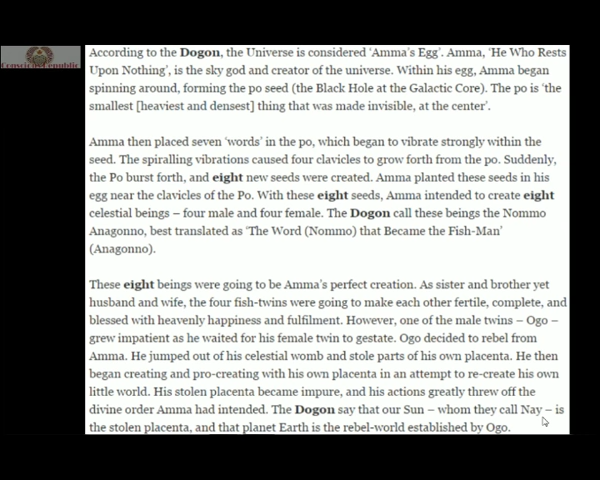 Conscious Republic
According to the Dogon, the Universe is considered ‘Amma’s Egg’. Amma, ‘He Who Rests
Upon Nothing’, is the sky god and creator of the universe. Within his egg, Amma began
spinning around, forming the po seed (the Black Hole at the Galactic Core). The po is ‘the
smallest [heaviest and densest] thing that was made invisible, at the center’.
Amma then placed seven ‘words’ in the po, which began to vibrate strongly within the
seed. The spiralling vibrations caused four clavicles to grow forth from the po. Suddenly,
the Po burst forth, and eight new seeds were created. Amma planted these seeds in his
egg near the clavicles of the Po. With these eight seeds, Amma intended to create eight
celestial beings – four male and four female. The Dogon call these beings the Nommo
Anagonno, best translated as ‘The Word (Nommo) that Became the Fish-Man’
(Anagonno).
These eight beings were going to be Amma’s perfect creation. As sister and brother yet
husband and wife, the four fish-twins were going to make each other fertile, complete, and
blessed with heavenly happiness and fulfilment. However, one of the male twins – Ogo –
grew impatient as he waited for his female twin to gestate. Ogo decided to rebel from
Amma. He jumped out of his celestial womb and stole parts of his own placenta. He then
began creating and pro-creating with his own placenta in an attempt to re-create his own
little world. His stolen placenta became impure, and his actions greatly threw off the
divine order Amma had intended. The Dogon say that our Sun – whom they call Nay – is
the stolen placenta, and that planet Earth is the rebel-world established by Ogo.